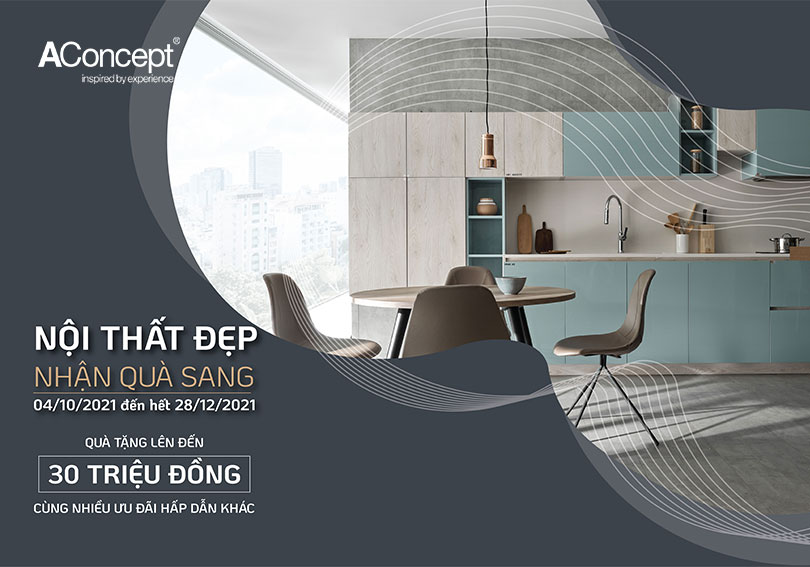 AConcept®
inspired by experience
NỘI THẤT ĐẸP
NHẬN QUÀ SANG
04/10/2021 đến hết 28/12/2021
QUÀ TẶNG LÊN ĐẾN
30 TRIỆU ĐỒNG
CÙNG NHIỀU ƯU ĐÃI HẤP DẪN KHÁC